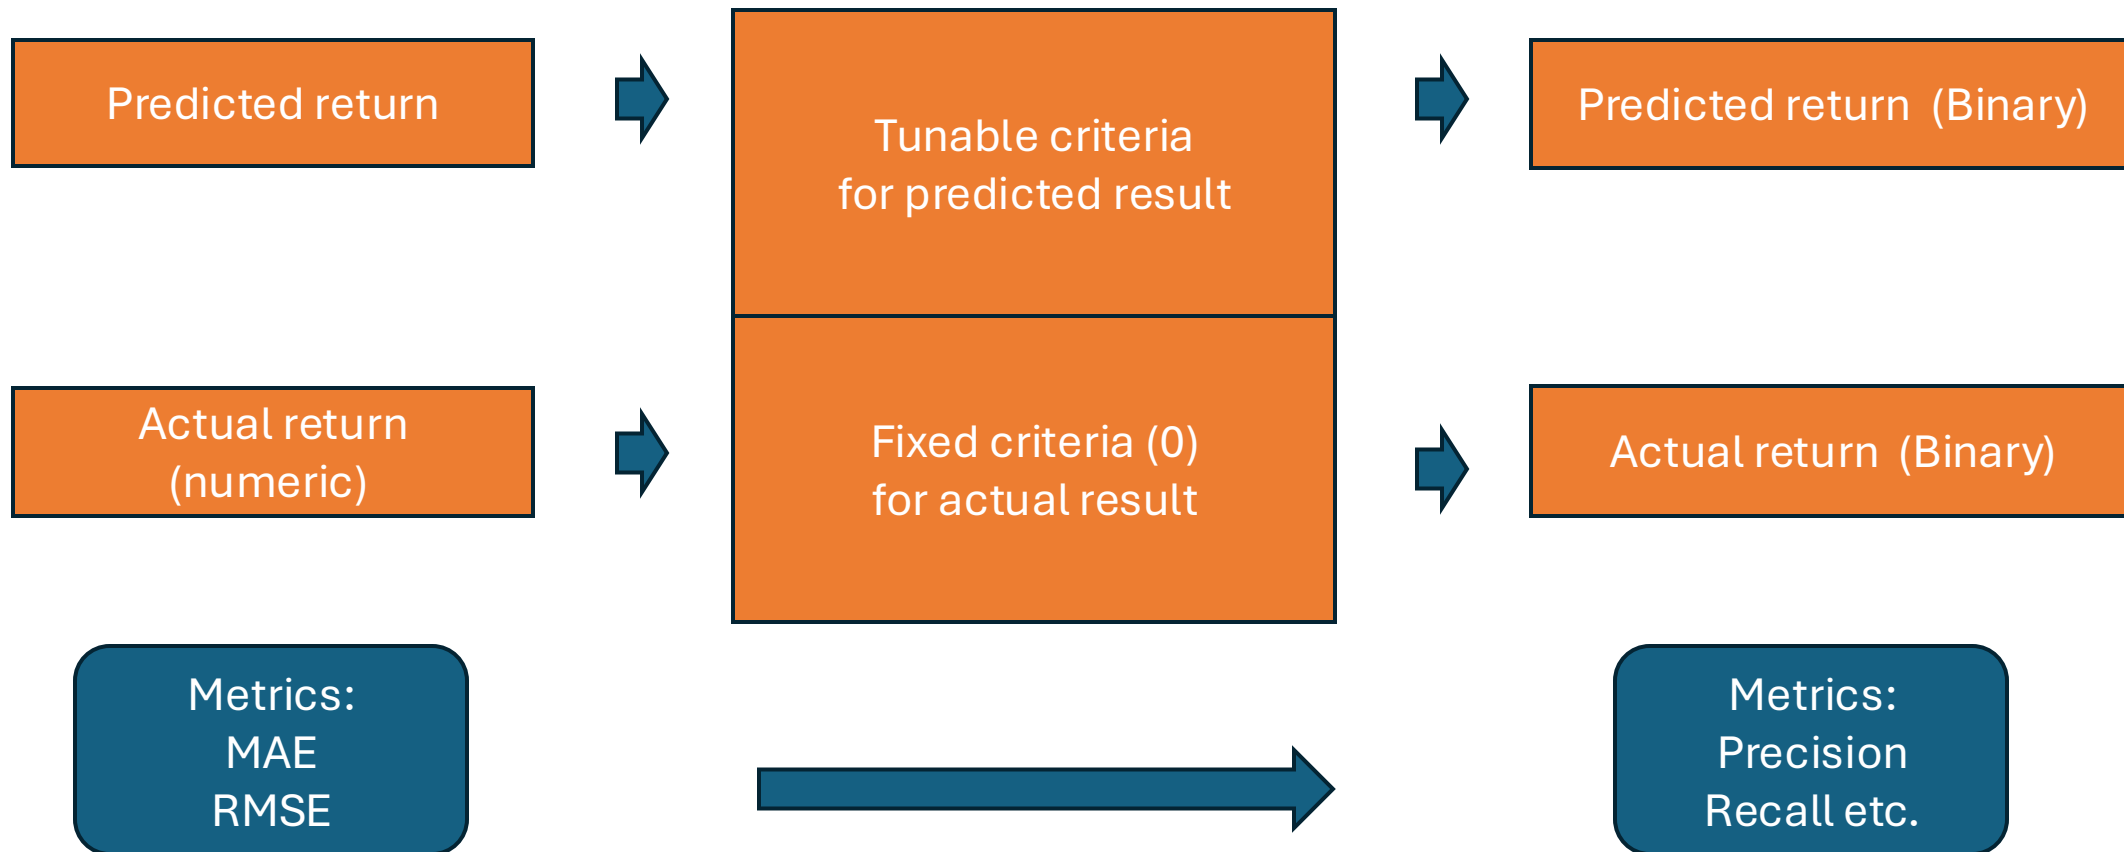 Predicted return
Tunable criteria
for predicted result
Predicted return (Binary)
Actual return
(numeric)
Fixed criteria (0)
for actual result
Actual return (Binary)
Metrics:
MAE
RMSE
Metrics:
Precision
Recall etc.